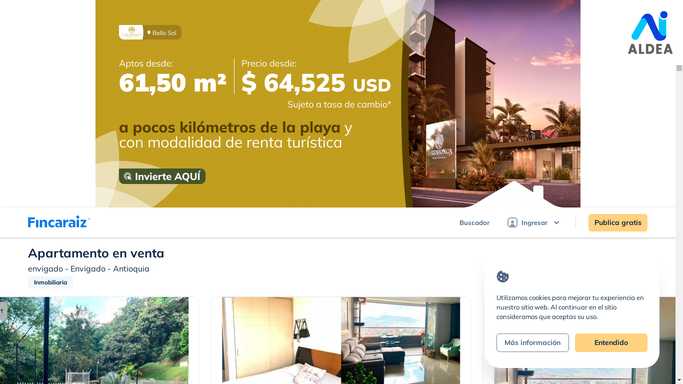 Bello Sol
Aptos desde:
61,50 m²
Precio desde:
$ 64,525 USD
Sujeto a tasa de cambio*
a pocos kilómetros de la playa y
con modalidad de renta turística
Invierte AQUÍ
ALDEA
Fincaraiz
Buscador
Ingresar
Publica gratis
Apartamento en venta
envigado - Envigado - Antioquia
Inmobiliaria
Utilizamos cookies para mejorar tu experiencia en
nuestro sitio web. Al continuar en el sitio
consideramos que aceptas su uso.
Más información
Entendido